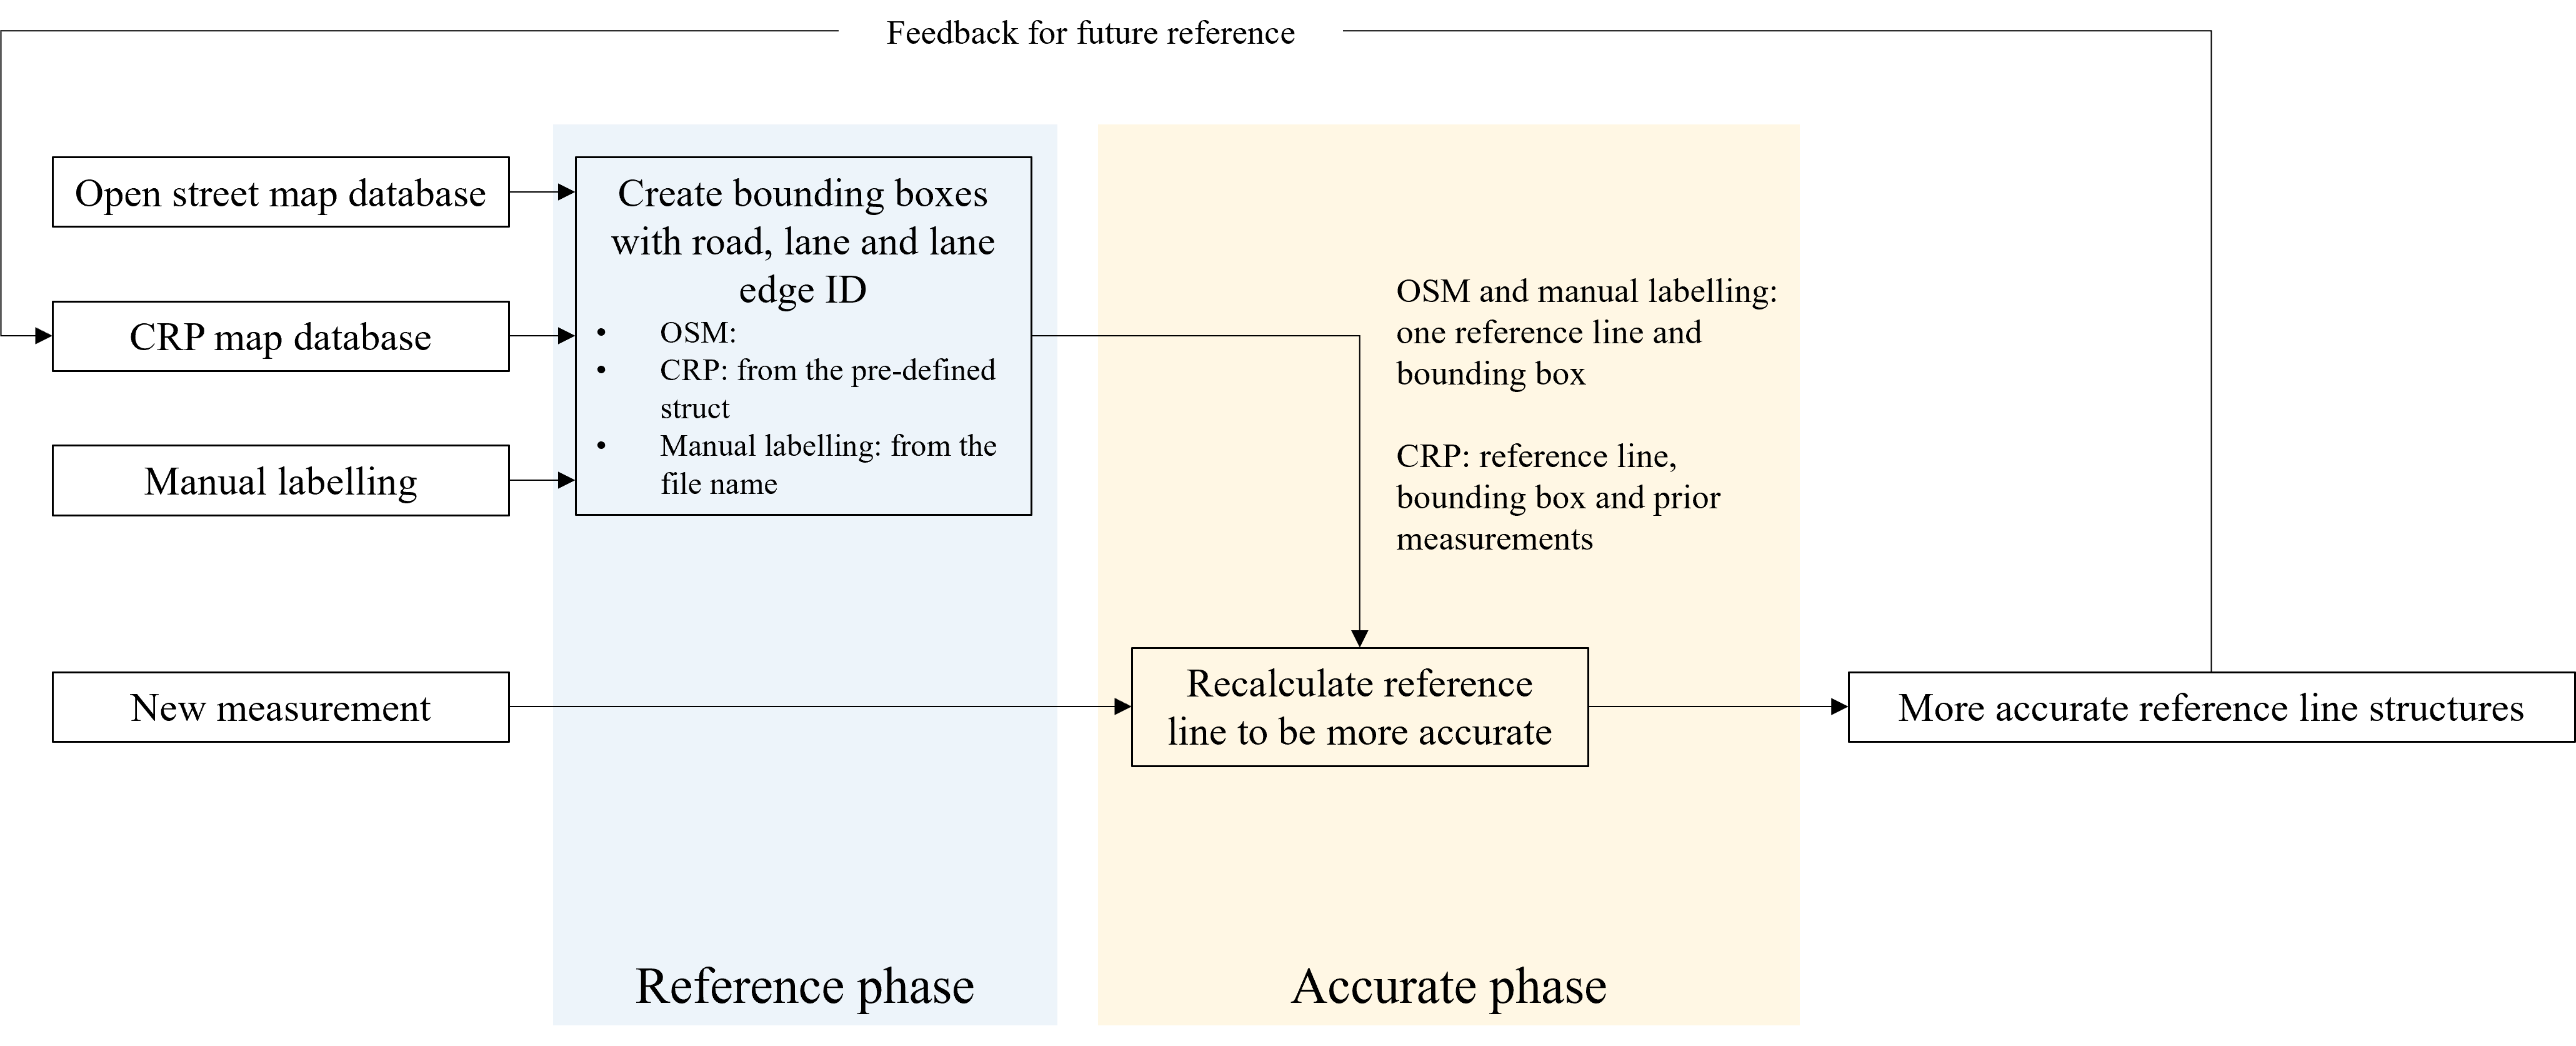 Feedback for future reference
Open street map database
CRP map database
Manual labelling
New measurement
Create bounding boxes
with road, lane and lane
edge ID
• OSM:
• CRP: from the pre-defined
struct
• Manual labelling: from the
file name
Reference phase
OSM and manual labelling:
one reference line and
bounding box
CRP: reference line,
bounding box and prior
measurements
Recalculate reference
line to be more accurate
Accurate phase
More accurate reference line structures